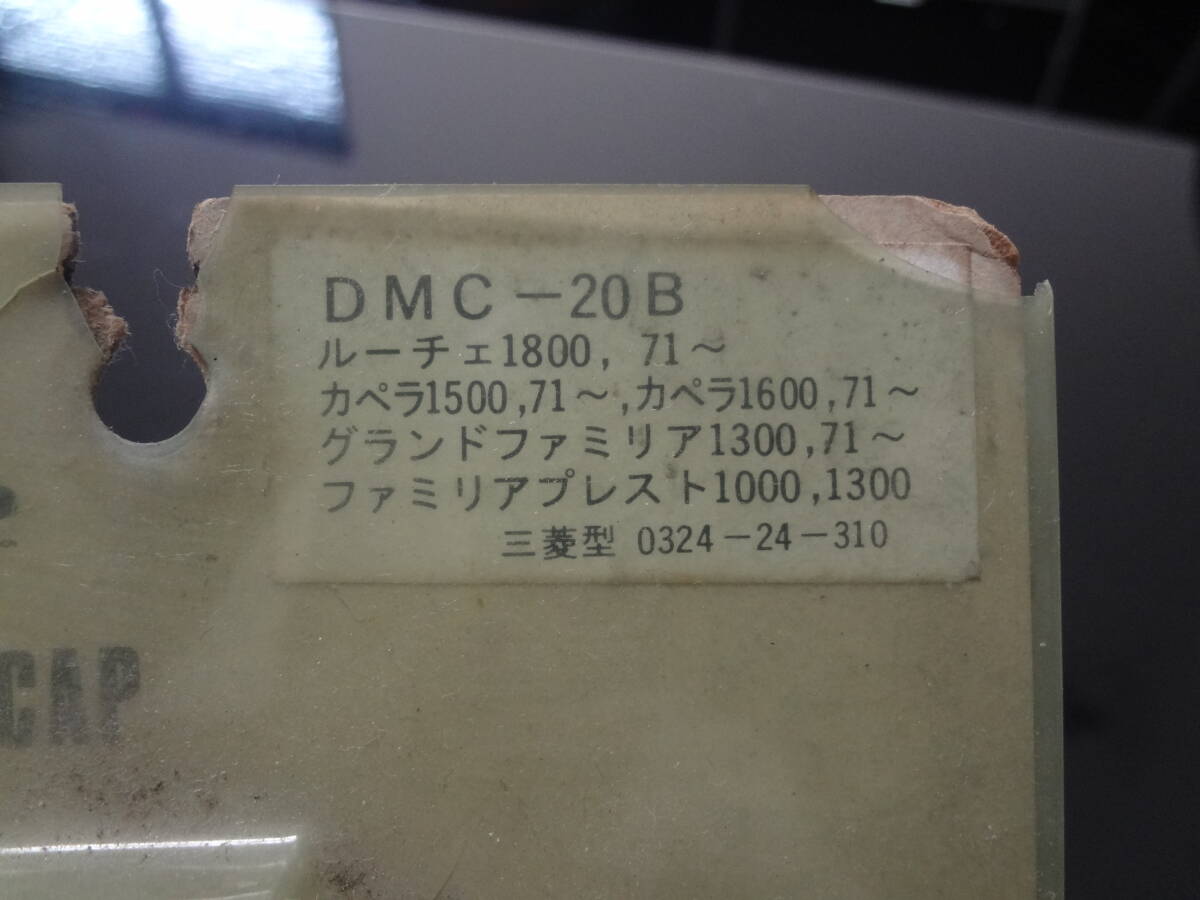 DMC-20B
ルーチェ1800, 71~
カペラ1500,71~,カペラ1600,71~
グランドファミリア1300,71~
ファミリアプレスト1000,1300
三菱型 0324-24-310
CAP